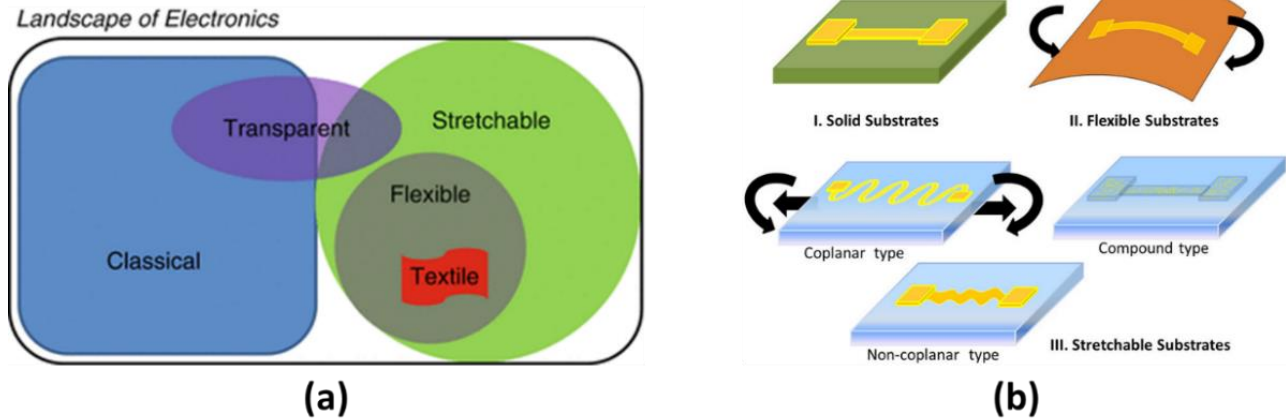 Landscape of Electronics
Transparent
Stretchable
Flexible
Classical
Textile
(a)
I. Solid Substrates
II. Flexible Substrates
Coplanar type
Compound type
Non-coplanar type
III. Stretchable Substrates
(b)